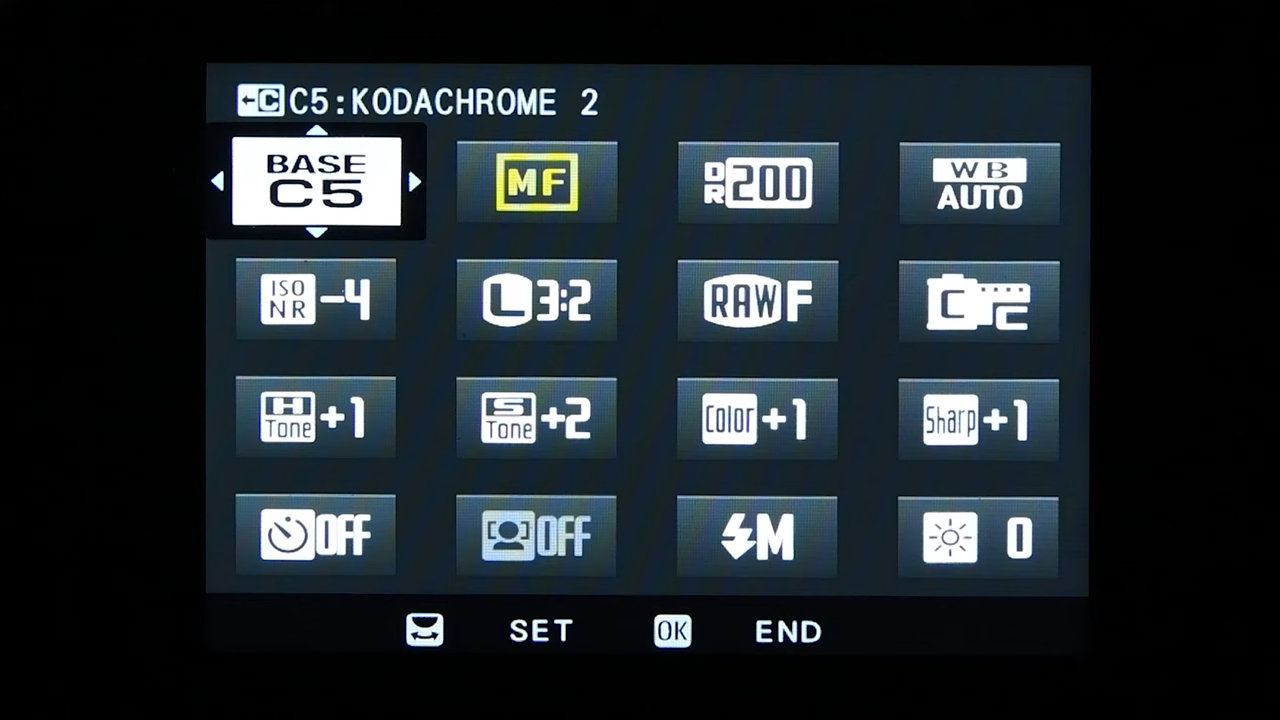 C C5:KODACHROME 2
BASE C5
MF
DR200
WB AUTO
ISO NR -4
L 3:2
RAW F
C C
H Tone +1
S Tone +2
Color +1
Sharp +1
OFF
OFF
M
0
SET OK END